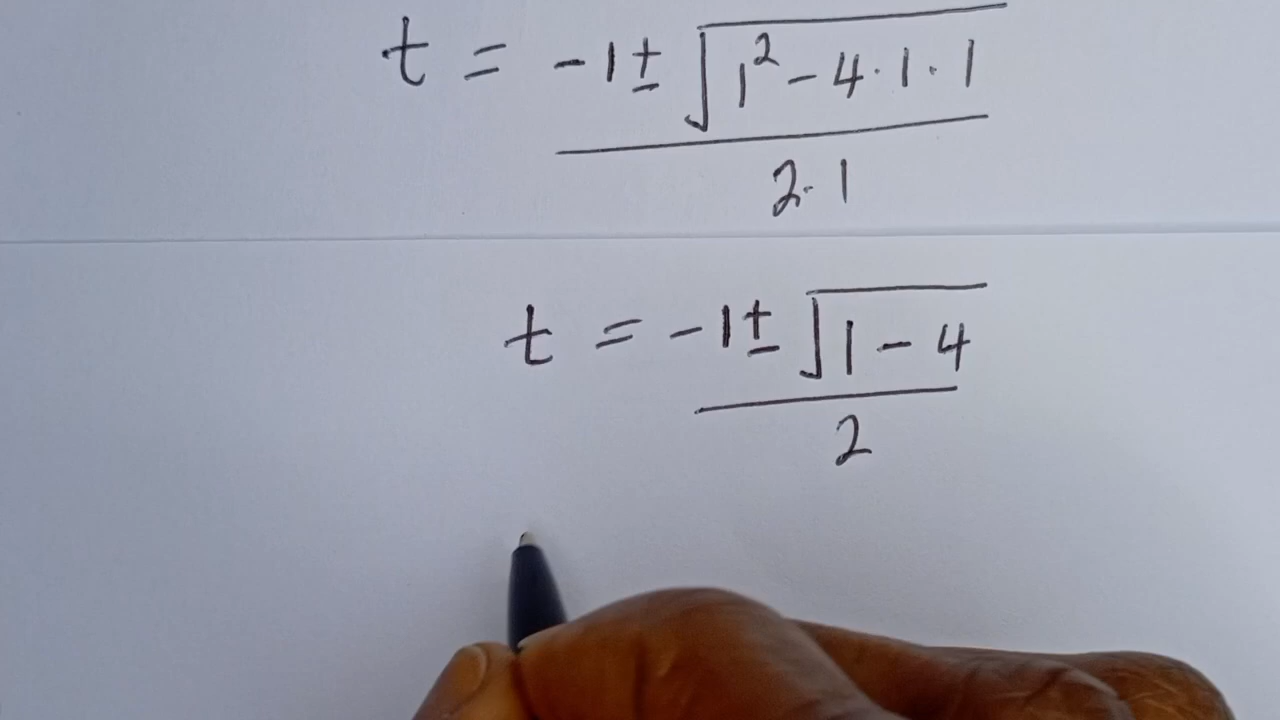 t = -1 ± √(1² - 4·1·1)
2·1
t = -1 ± √(1 - 4)
2